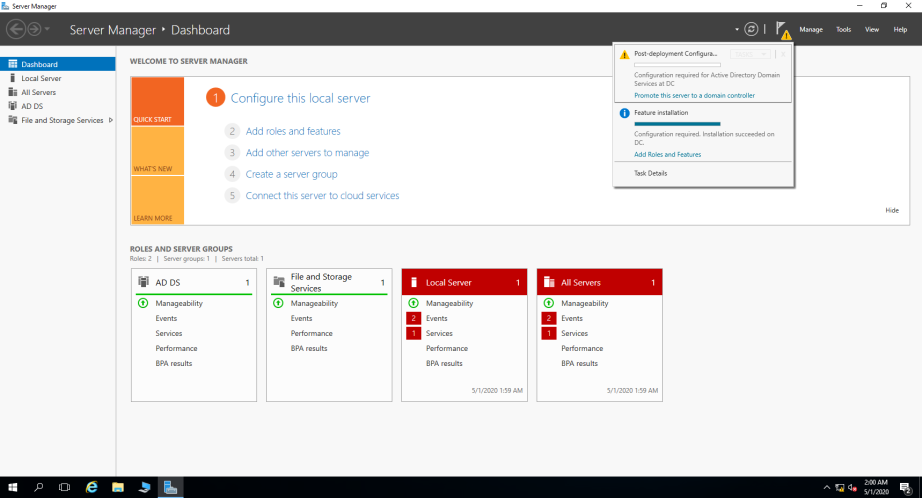 Server Manager
Server Manager • Dashboard
Manage Tools View Help
Dashboard
Local Server
All Servers
AD DS
File and Storage Services
WELCOME TO SERVER MANAGER
QUICK START
WHAT'S NEW
LEARN MORE
1 Configure this local server
2 Add roles and features
3 Add other servers to manage
4 Create a server group
5 Connect this server to cloud services
Hide
Post-deployment Configura...
TASKS
Configuration required for Active Directory Domain
Services at DC
Promote this server to a domain controller
Feature installation
Configuration required. Installation succeeded on
DC.
Add Roles and Features
Task Details
ROLES AND SERVER GROUPS
Roles: 2 | Server groups: 1 | Servers total: 1
AD DS 1
Manageability
Events
Services
Performance
BPA results
File and Storage
Services 1
Manageability
Events
Performance
BPA results
Local Server 1
Manageability
2 Events
1 Services
Performance
BPA results
5/1/2020 1:59 AM
All Servers 1
Manageability
2 Events
1 Services
Performance
BPA results
5/1/2020 1:59 AM
2:00 AM
5/1/2020